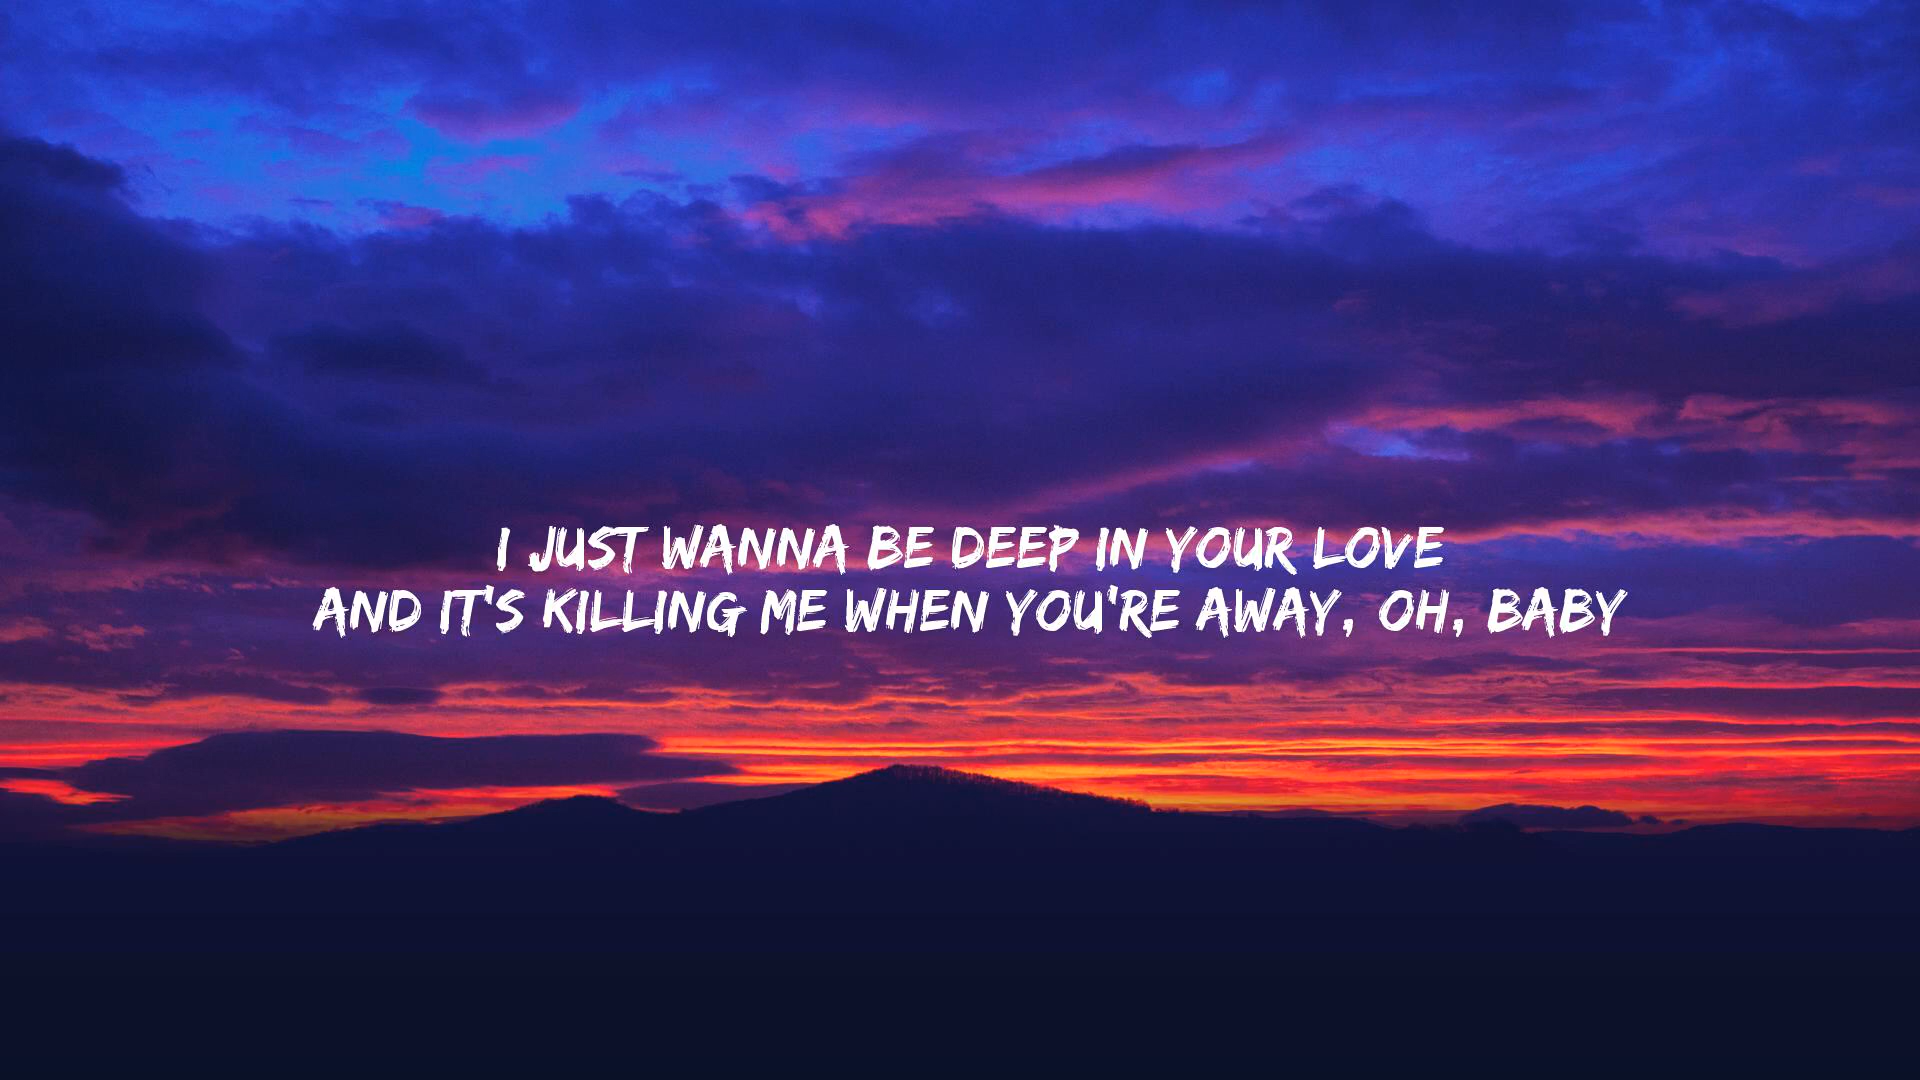 I JUST WANNA BE DEEP IN YOUR LOVE
AND IT'S KILLING ME WHEN YOU'RE AWAY, OH, BABY